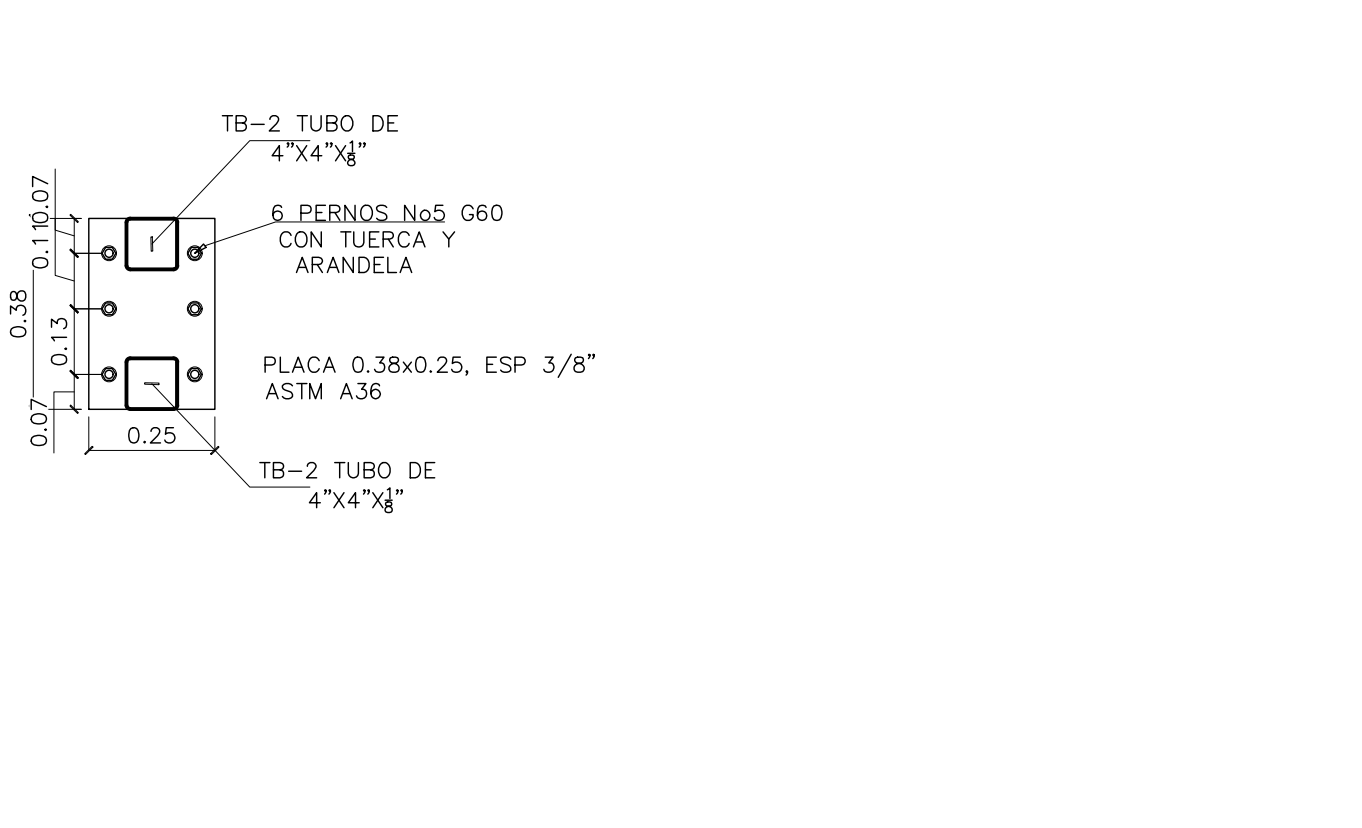 TB-2 TUBO DE
4"X4"X1/8"
0.07
6 PERNOS No5 G60
0.11
CON TUERCA Y
ARANDELA
0.38
0.13
PLACA 0.38x0.25, ESP 3/8"
ASTM A36
0.07
0.25
TB-2 TUBO DE
4"X4"X1/8"